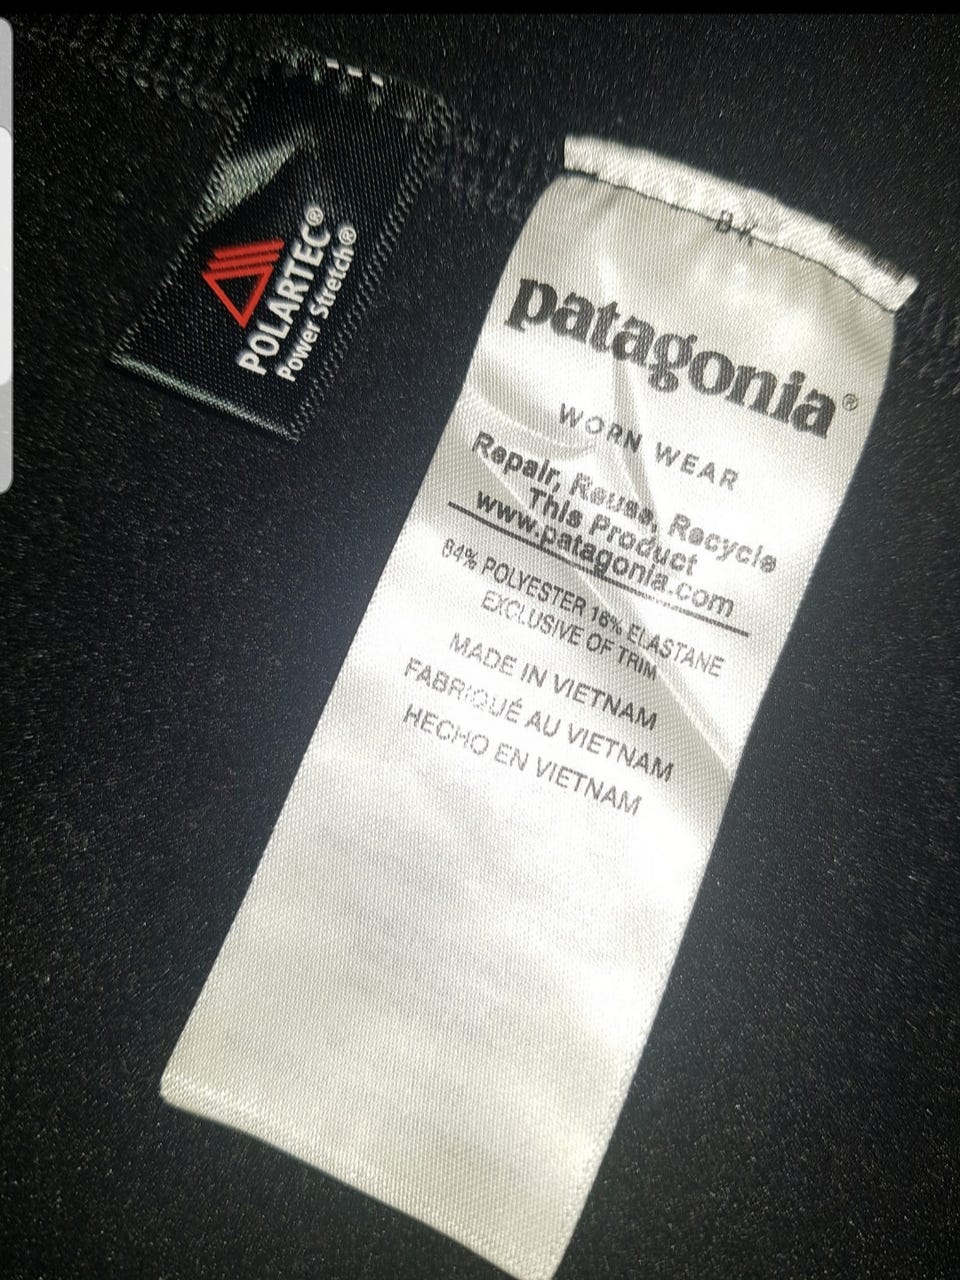 POLARTEC®
Power Stretch®
BK
patagonia®
WORN WEAR
Repair, Reuse, Recycle
This Product
www.patagonia.com
84% POLYESTER 16% ELASTANE
EXCLUSIVE OF TRIM
MADE IN VIETNAM
FABRIQUÉ AU VIETNAM
HECHO EN VIETNAM